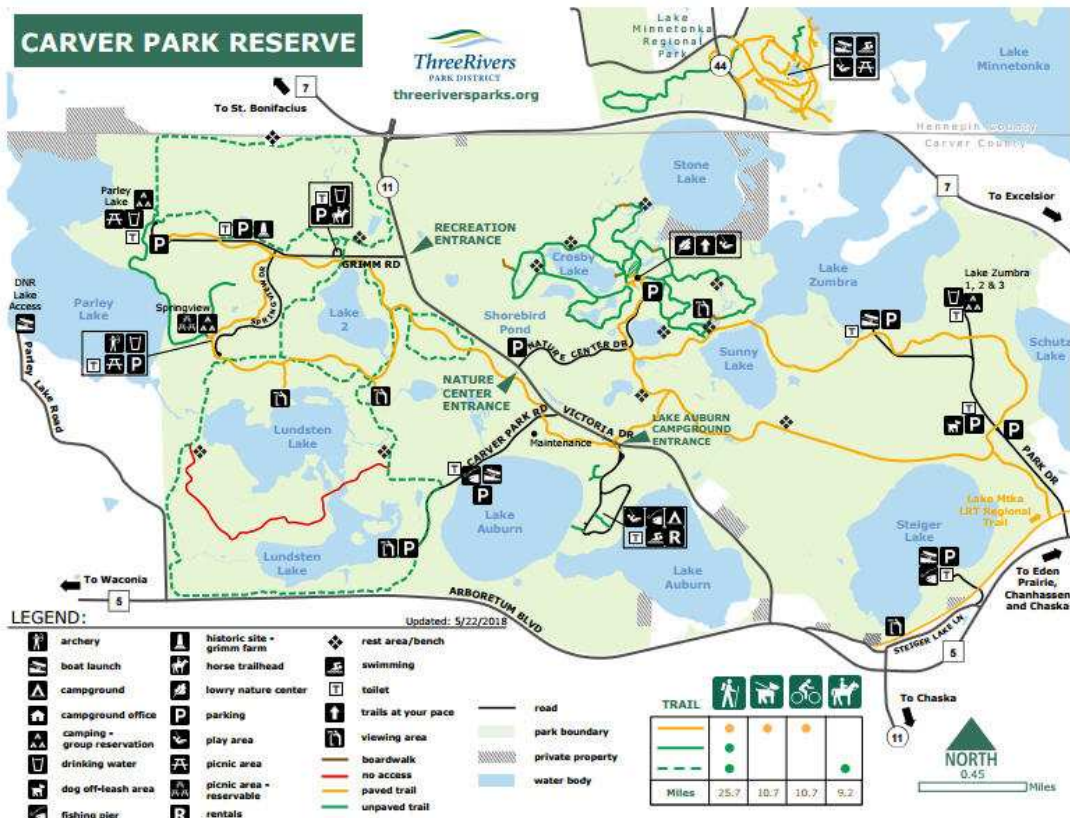 CARVER PARK RESERVE
ThreeRivers
PARK DISTRICT
threeriversparks.org
Lake
Minnetonka
Regional
Park
44
Lake
Minnetonka
7
To St. Bonifacius
Hennepin County
Carver County
11
Stone
Lake
7
To Excelsior
Parley
Lake
T
P
T
P
T
P
RECREATION
ENTRANCE
GRIMM RD
Crosby
Lake
P
Lake
Zumbra
Lake Zumbra
1, 2 & 3
T
DNR
Lake
Access
Parley
Lake
Springview
SPRINGVIEW RD
Lake
2
Shorebird
Pond
P
NATURE CENTER DR
Sunny
Lake
T
P
Schutz
Lake
T
P
Parley Lake Road
NATURE
CENTER
ENTRANCE
CARVER PARK RD
VICTORIA DR
LAKE AUBURN
CAMPGROUND
ENTRANCE
Maintenance
T
P
P
PARK DR
Lundsten
Lake
T
P
Lake
Auburn
T
R
Lake
Auburn
Lake Mtka
LRT Regional
Trail
Steiger
Lake
P
T
Lundsten
Lake
P
To Waconia
5
ARBORETUM BLVD
To Eden
Prairie,
Chanhassen
and Chaska
STEIGER LAKE LN
5
To Chaska
11
LEGEND:
Updated: 5/22/2018
archery
boat launch
campground
campground office
camping -
group reservation
drinking water
dog off-leash area
fishing pier
historic site -
grimm farm
horse trailhead
lowry nature center
P parking
play area
picnic area
picnic area -
reservable
R rentals
rest area/bench
swimming
T toilet
trails at your pace
viewing area
boardwalk
no access
paved trail
unpaved trail
road
park boundary
private property
water body
TRAIL
Miles 25.7 10.7 10.7 9.2
NORTH
0.45
Miles